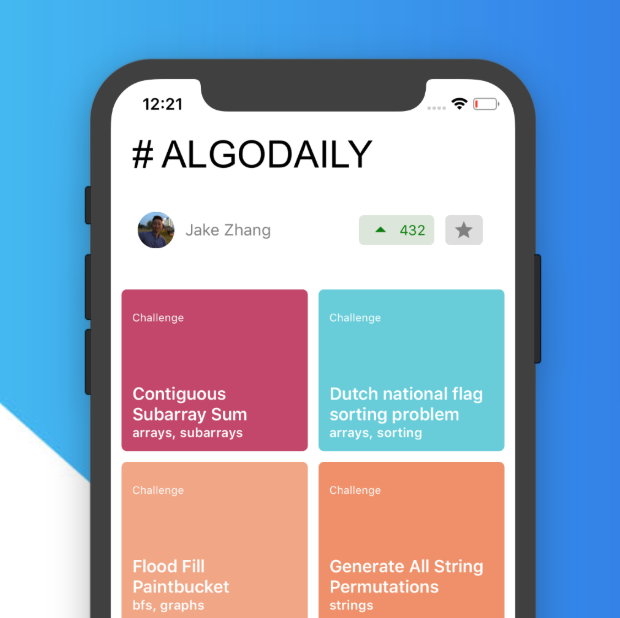 12:21
# ALGODAILY
Jake Zhang
432
Challenge
Contiguous
Subarray Sum
arrays, subarrays
Challenge
Dutch national flag
sorting problem
arrays, sorting
Challenge
Flood Fill
Paintbucket
bfs, graphs
Challenge
Generate All String
Permutations
strings